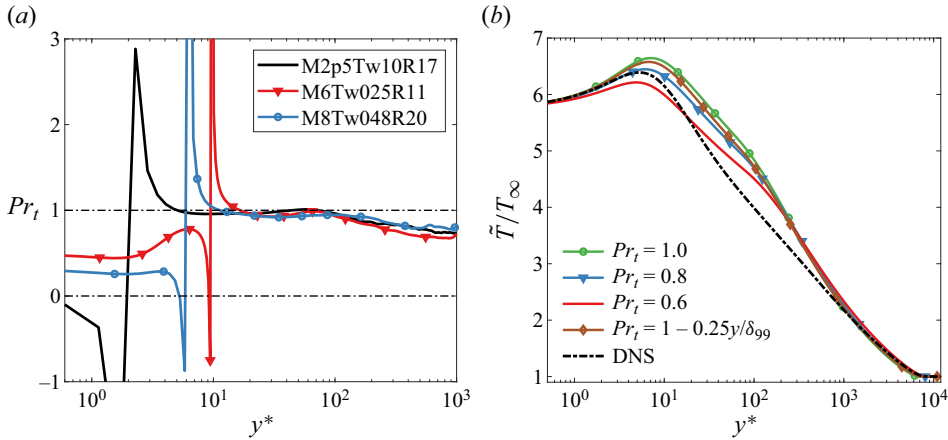 (a)
3
2
1
0
−1
Pr_t
M2p5Tw10R17
M6Tw025R11
M8Tw048R20
10^0
10^1
10^2
10^3
y*
(b)
7
6
5
4
3
2
1
T̃/T_∞
Pr_t = 1.0
Pr_t = 0.8
Pr_t = 0.6
Pr_t = 1 − 0.25y/δ_99
DNS
10^0
10^1
10^2
10^3
10^4
y*